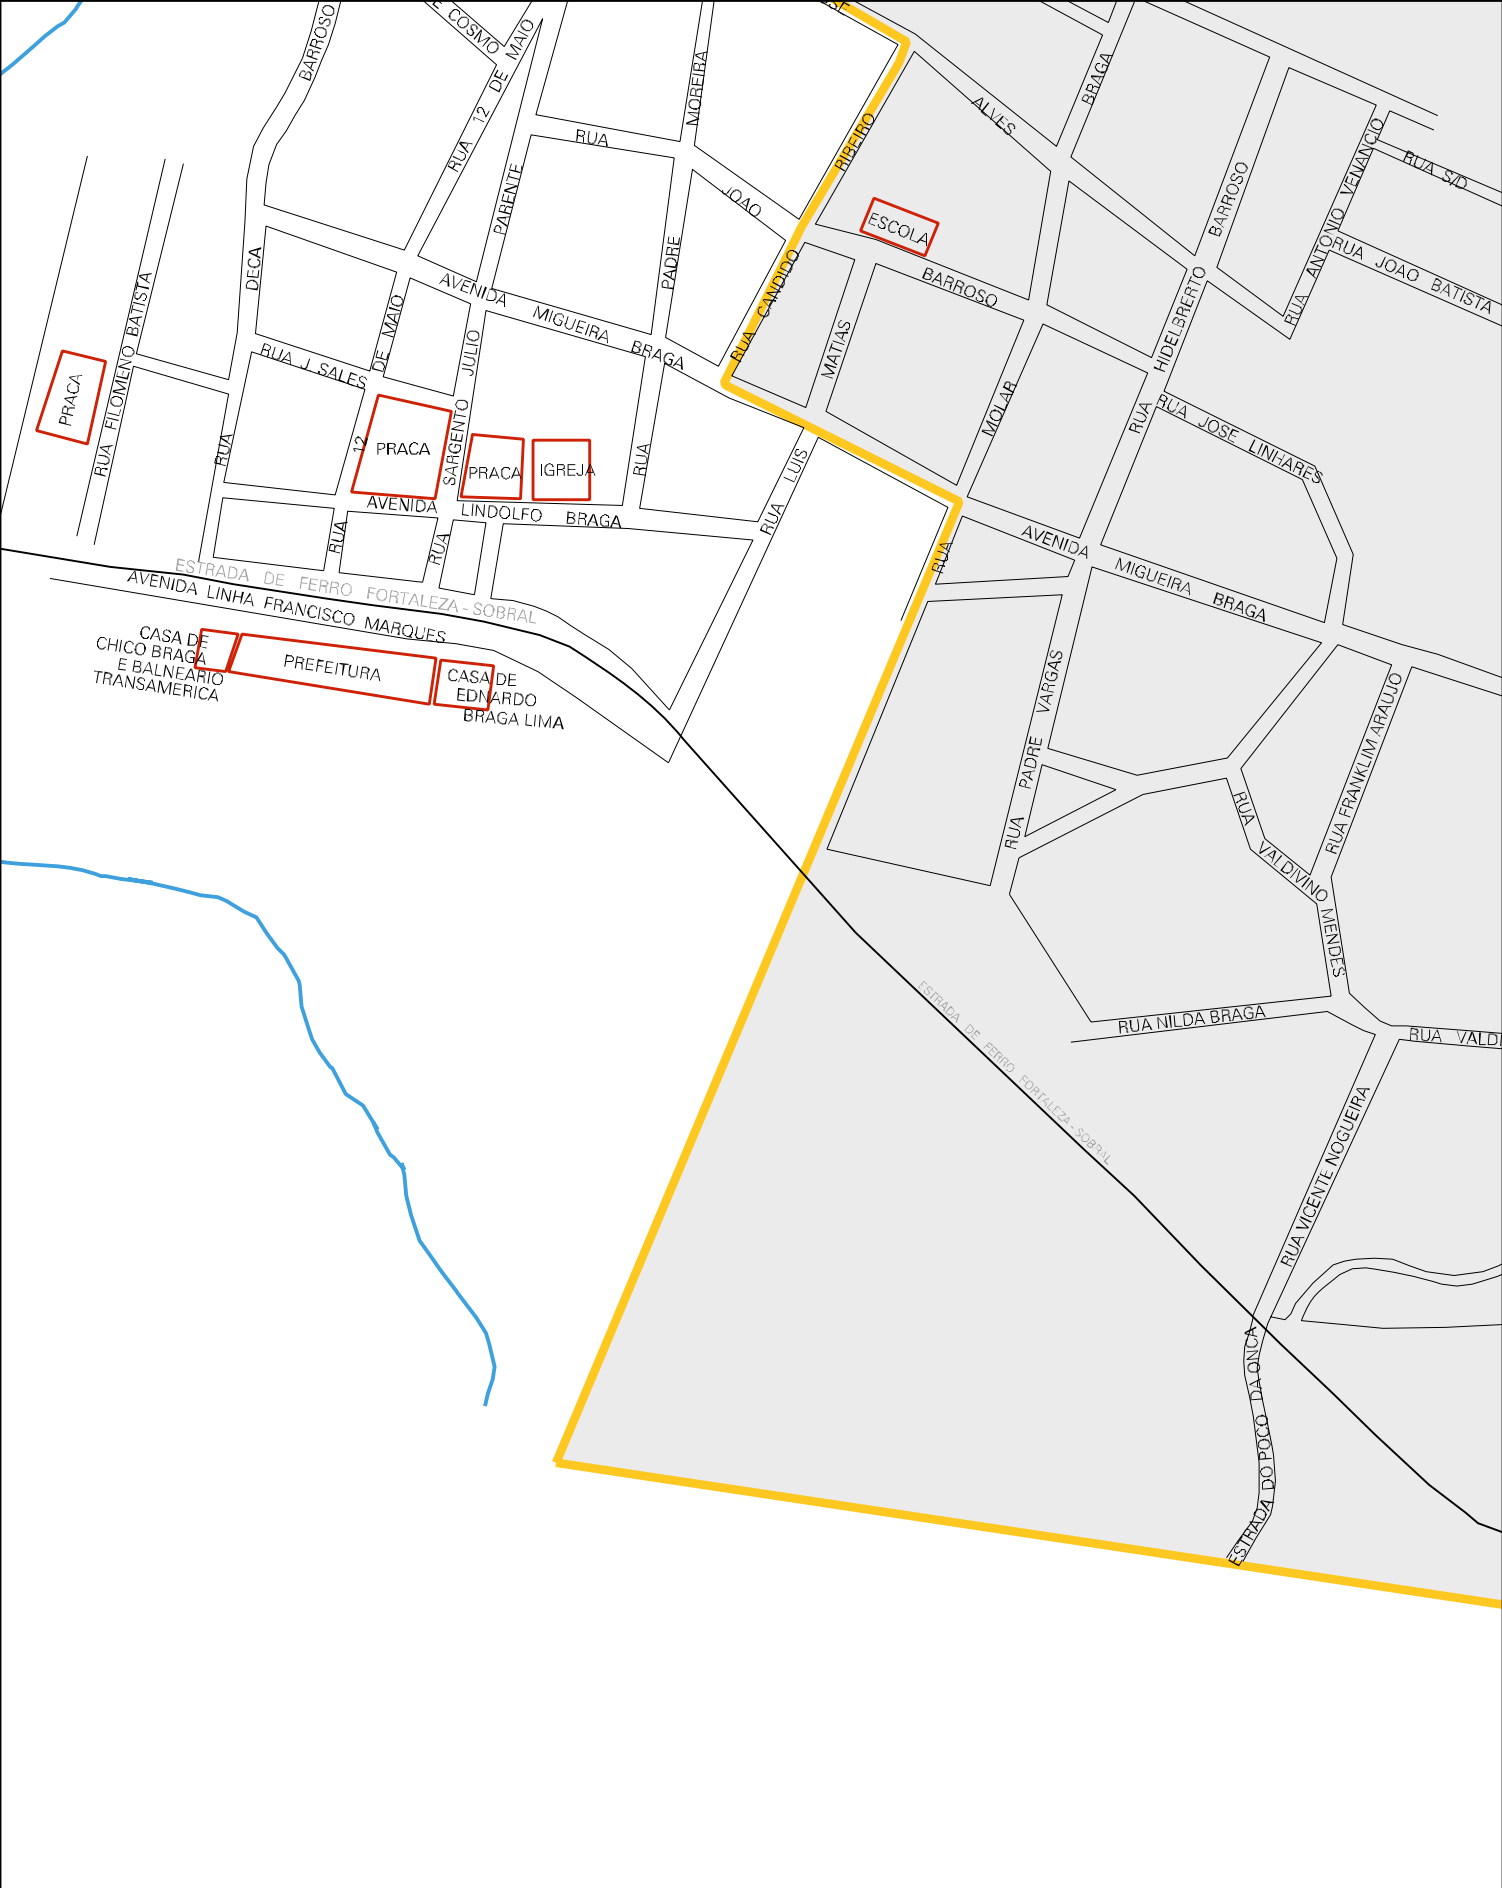 BARROSO
E COSMO
RUA 12 DE MAIO
MOREIRA
RUA
JOAO
PARENTE
PADRE
RIBEIRO
ALVES
BRAGA
ESCOLA
BARROSO
BARROSO
RUA ANTONIO VENANCIO
RUA S/D
RUA JOAO BATISTA
DECA
RUA FILOMENO BATISTA
AVENIDA MIGUEIRA BRAGA
RUA CANDIDO
MATIAS
HIDELBERTO
DE MAIO
JULIO
RUA J. SALES
PRACA
12
PRACA
SARGENTO
PRACA
IGREJA
RUA
RUA
RUA LUIS
MOLAR
RUA
RUA JOSE LINHARES
AVENIDA LINDOLFO BRAGA
RUA
RUA
RUA
AVENIDA MIGUEIRA BRAGA
ESTRADA DE FERRO FORTALEZA - SOBRAL
AVENIDA LINHA FRANCISCO MARQUES
CASA DE
CHICO BRAGA
E BALNEARIO
TRANSAMERICA
PREFEITURA
CASA DE
EDNARDO
BRAGA LIMA
RUA PADRE VARGAS
RUA FRANKLIM ARAUJO
RUA VALDIVINO MENDES
ESTRADA DE FERRO FORTALEZA - SOBRAL
RUA NILDA BRAGA
RUA VALDI
RUA VICENTE NOGUEIRA
ESTRADA DO POCO DA ONCA